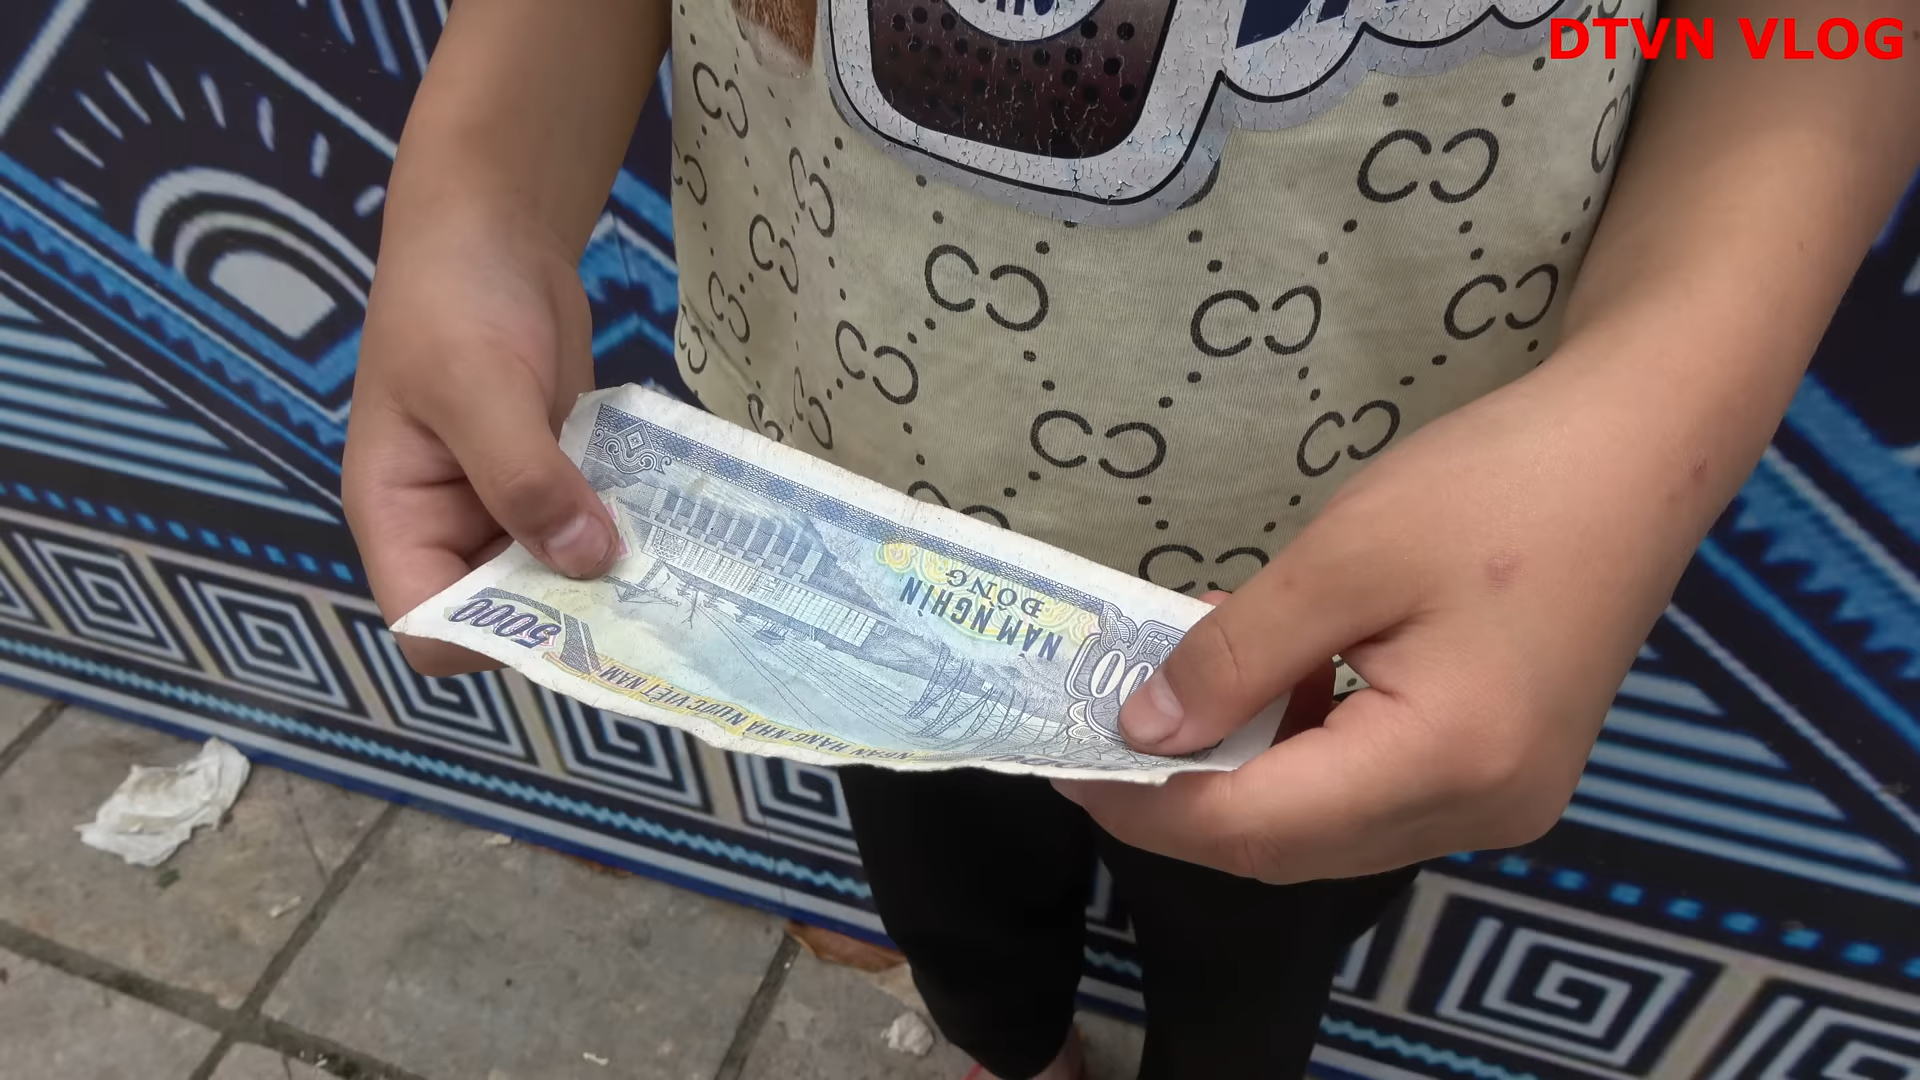 DTVN VLOG
NGÂN HÀNG NHÀ NƯỚC VIỆT NAM
5000
NĂM NGHÌN
ĐỒNG